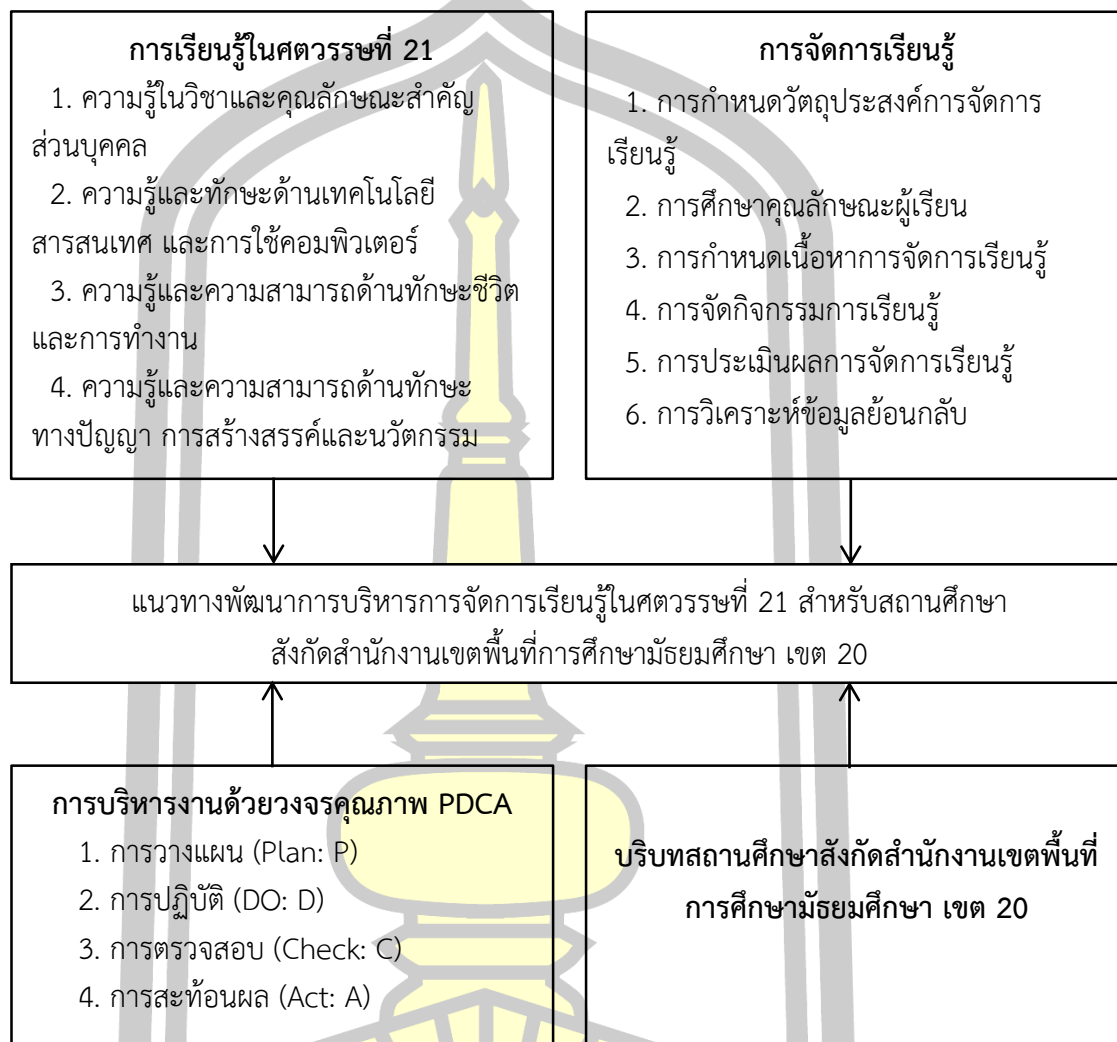 การเรียนรู้ในศตวรรษที่ 21
1. ความรู้ในวิชาและคุณลักษณะสำคัญ
ส่วนบุคคล
2. ความรู้และทักษะด้านเทคโนโลยี
สารสนเทศ และการใช้คอมพิวเตอร์
3. ความรู้และความสามารถด้านทักษะชีวิต
และการทำงาน
4. ความรู้และความสามารถด้านทักษะ
ทางปัญญา การสร้างสรรค์และนวัตกรรม
การจัดการเรียนรู้
1. การกำหนดวัตถุประสงค์การจัดการ
เรียนรู้
2. การศึกษาคุณลักษณะผู้เรียน
3. การกำหนดเนื้อหาการจัดการเรียนรู้
4. การจัดกิจกรรมการเรียนรู้
5. การประเมินผลการจัดการเรียนรู้
6. การวิเคราะห์ข้อมูลย้อนกลับ
แนวทางพัฒนาการบริหารการจัดการเรียนรู้ในศตวรรษที่ 21 สำหรับสถานศึกษา
สังกัดสำนักงานเขตพื้นที่การศึกษามัธยมศึกษา เขต 20
การบริหารงานด้วยวงจรคุณภาพ PDCA
1. การวางแผน (Plan: P)
2. การปฏิบัติ (DO: D)
3. การตรวจสอบ (Check: C)
4. การสะท้อนผล (Act: A)
บริบทสถานศึกษาสังกัดสำนักงานเขตพื้นที่
การศึกษามัธยมศึกษา เขต 20